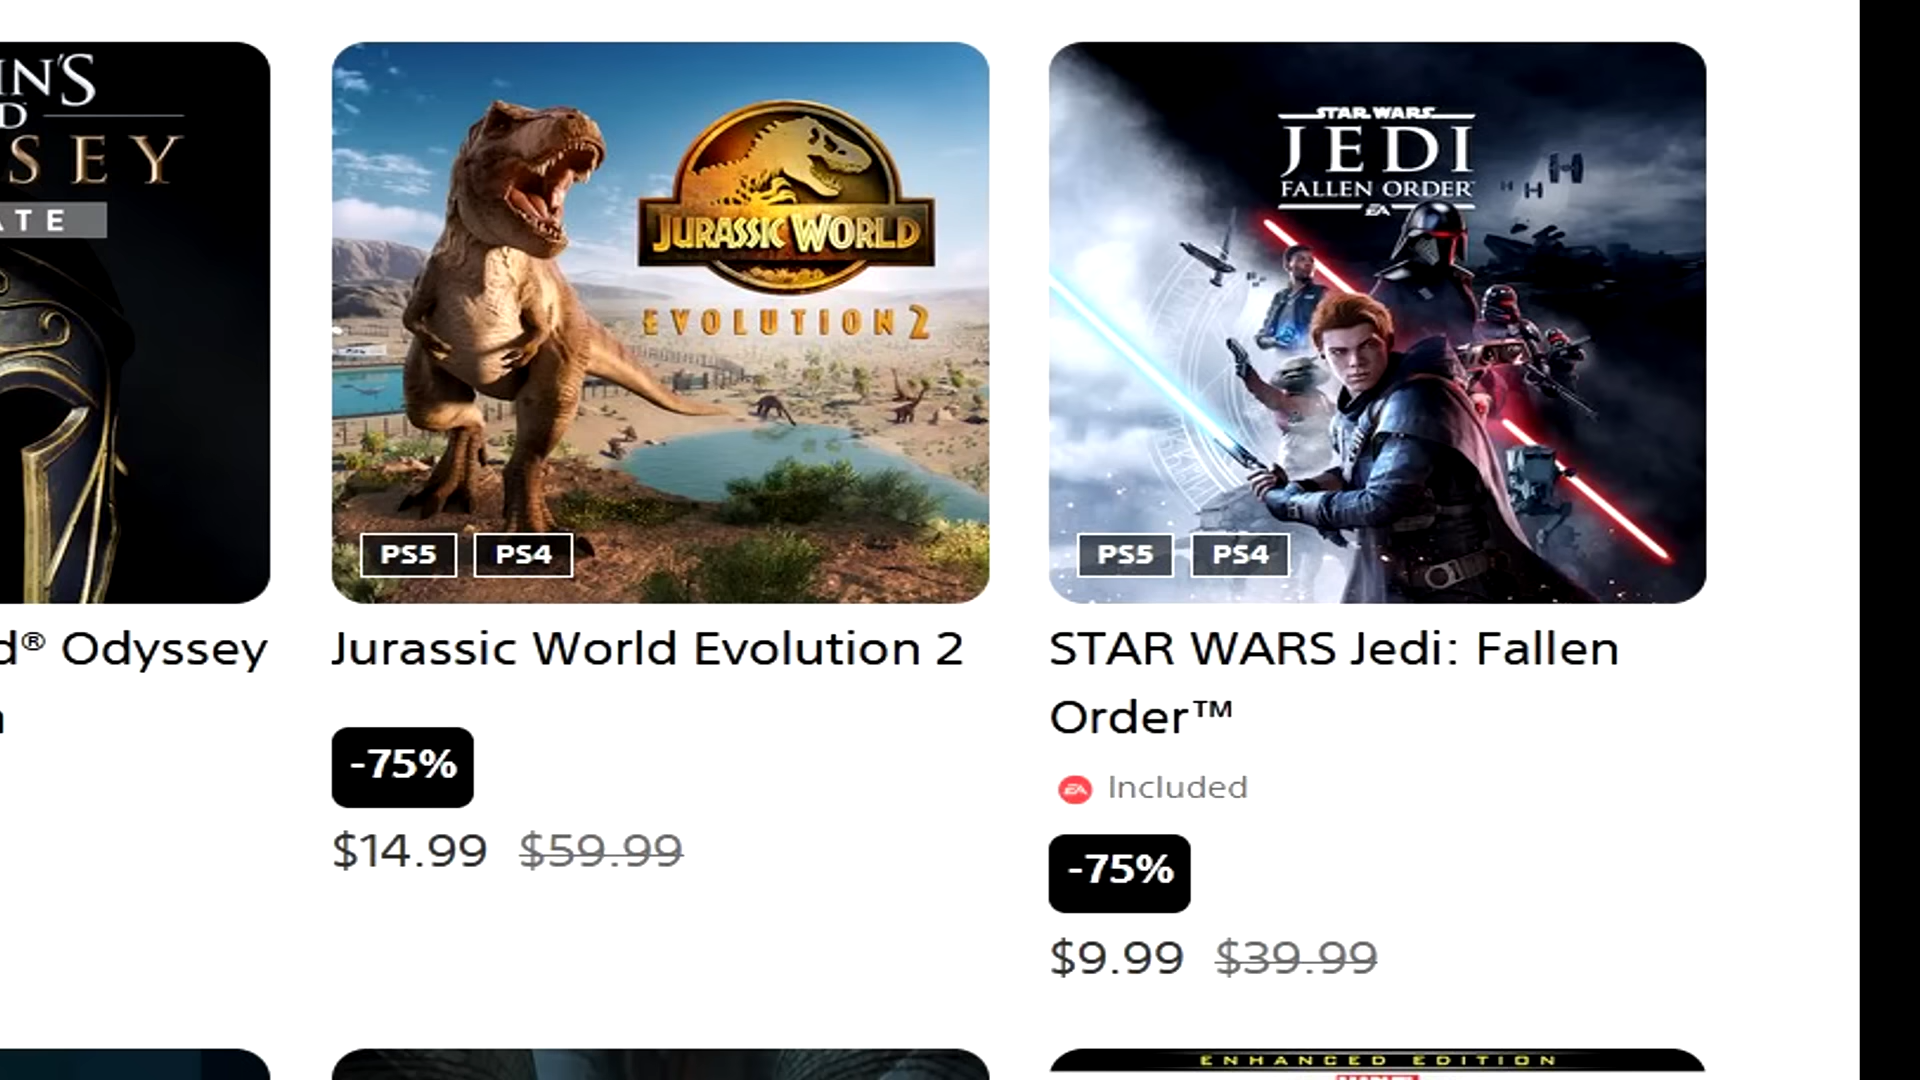 IN'S
D
SEY
ATE
d® Odyssey
JURASSIC WORLD
EVOLUTION 2
PS5 PS4
Jurassic World Evolution 2
-75%
$14.99 $59.99
STAR WARS
JEDI
FALLEN ORDER
EA
PS5 PS4
STAR WARS Jedi: Fallen
Order™
EA Included
-75%
$9.99 $39.99
ENHANCED EDITION